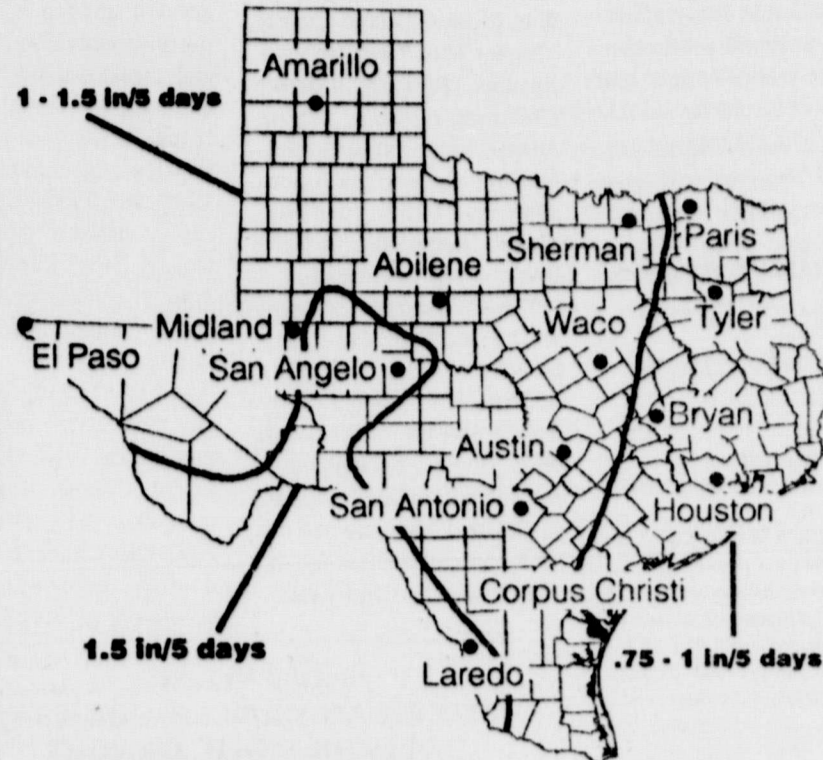 Amarillo
1 - 1.5 in/5 days
Sherman
Paris
Abilene
Midland
Waco
Tyler
El Paso
San Angelo
Bryan
Austin
San Antonio
Houston
Corpus Christi
1.5 in/5 days
.75 - 1 in/5 days
Laredo